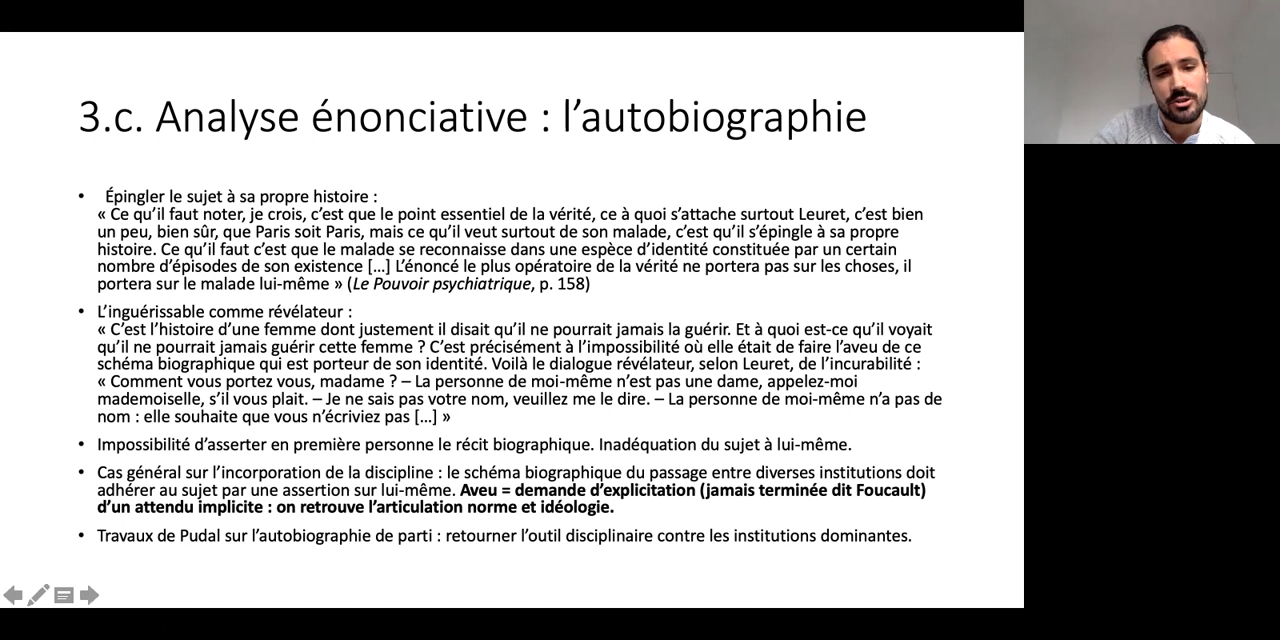 3.c. Analyse énonciative : l’autobiographie
• Épingler le sujet à sa propre histoire :
« Ce qu’il faut noter, je crois, c’est que le point essentiel de la vérité, ce à quoi s’attache surtout Leuret, c’est bien
un peu, bien sûr, que Paris soit Paris, mais ce qu’il veut surtout de son malade, c’est qu’il s’épingle à sa propre
histoire. Ce qu’il faut c’est que le malade se reconnaisse dans une espèce d’identité constituée par un certain
nombre d’épisodes de son existence […] L’énoncé le plus opératoire de la vérité ne portera pas sur les choses, il
portera sur le malade lui-même » (Le Pouvoir psychiatrique, p. 158)
• L’inguérissable comme révélateur :
« C’est l’histoire d’une femme dont justement il disait qu’il ne pourrait jamais la guérir. Et à quoi est-ce qu’il voyait
qu’il ne pourrait jamais guérir cette femme ? C’est précisément à l’impossibilité où elle était de faire l’aveu de ce
schéma biographique qui est porteur de son identité. Voilà le dialogue révélateur, selon Leuret, de l’incurabilité :
« Comment vous portez vous, madame ? – La personne de moi-même n’est pas une dame, appelez-moi
mademoiselle, s’il vous plait. – Je ne sais pas votre nom, veuillez me le dire. – La personne de moi-même n’a pas de
nom : elle souhaite que vous n’écriviez pas […] »
• Impossibilité d’asserter en première personne le récit biographique. Inadéquation du sujet à lui-même.
• Cas général sur l’incorporation de la discipline : le schéma biographique du passage entre diverses institutions doit
adhérer au sujet par une assertion sur lui-même. Aveu = demande d’explicitation (jamais terminée dit Foucault)
d’un attendu implicite : on retrouve l’articulation norme et idéologie.
• Travaux de Pudal sur l’autobiographie de parti : retourner l’outil disciplinaire contre les institutions dominantes.